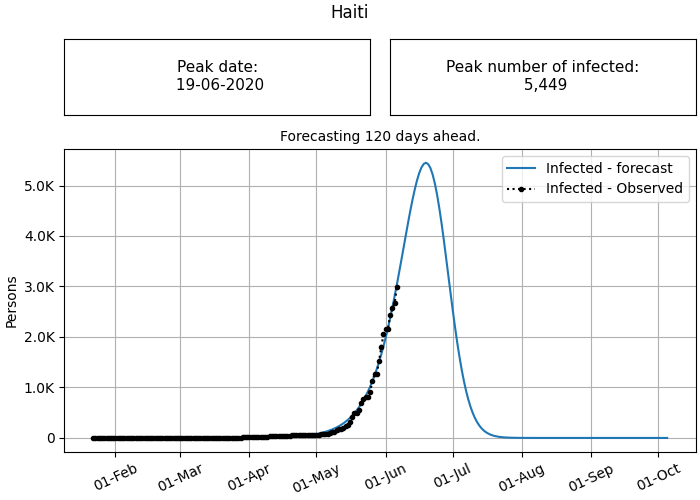 Haiti
Peak date:
19-06-2020
Peak number of infected:
5,449
Forecasting 120 days ahead.
Infected - forecast
Infected - Observed
Persons
5.0K
4.0K
3.0K
2.0K
1.0K
0
01-Feb
01-Mar
01-Apr
01-May
01-Jun
01-Jul
01-Aug
01-Sep
01-Oct